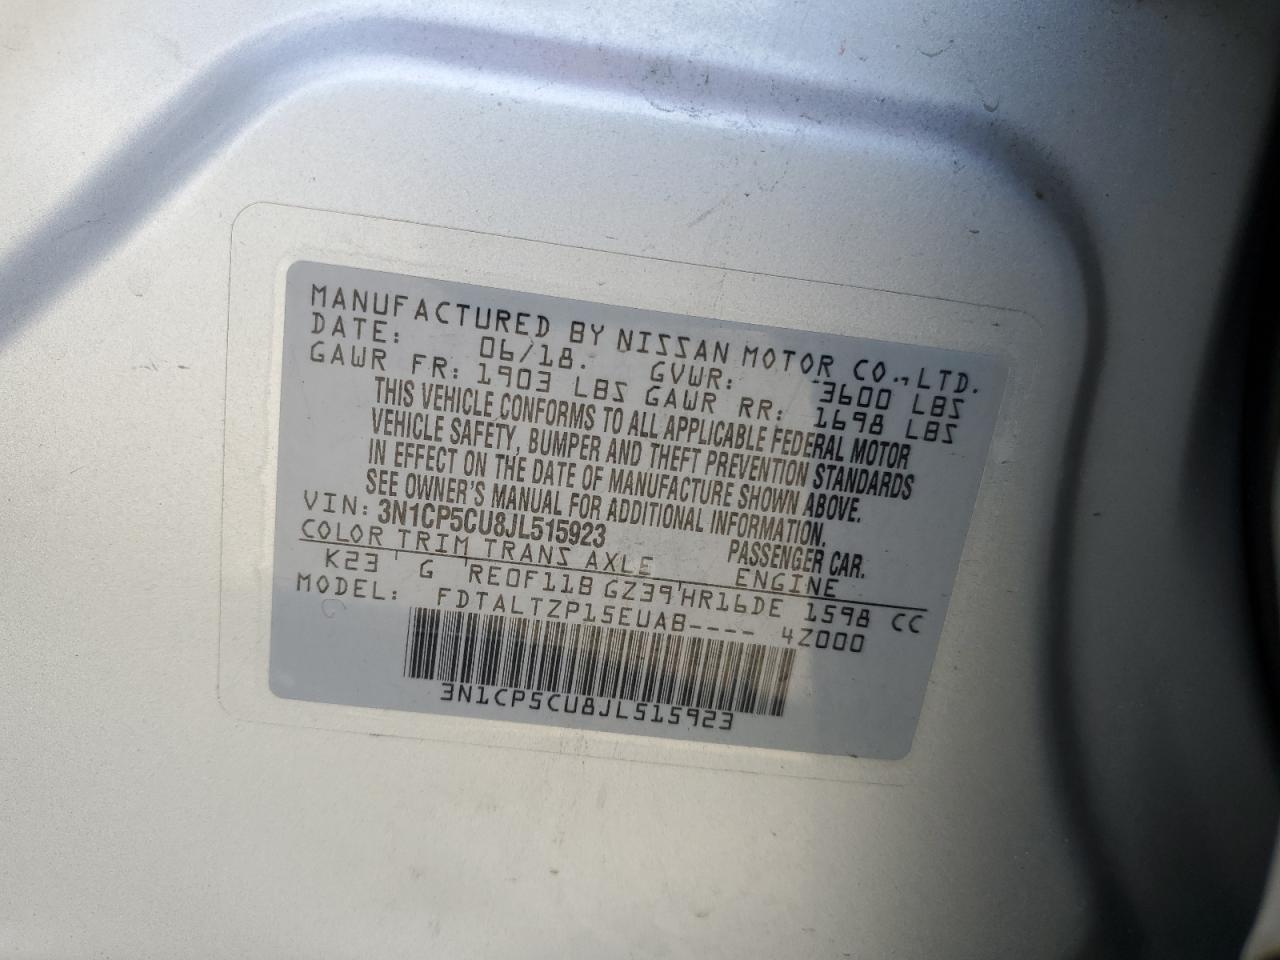 MANUFACTURED BY NISSAN MOTOR CO., LTD.
DATE: 06/18. GVWR: 3600 LBS
GAWR FR: 1903 LBS GAWR RR: 1698 LBS
THIS VEHICLE CONFORMS TO ALL APPLICABLE FEDERAL MOTOR
VEHICLE SAFETY, BUMPER AND THEFT PREVENTION STANDARDS
IN EFFECT ON THE DATE OF MANUFACTURE SHOWN ABOVE.
SEE OWNER'S MANUAL FOR ADDITIONAL INFORMATION.
VIN: 3N1CP5CU8JL515923 PASSENGER CAR.
COLOR TRIM TRANS AXLE ENGINE
K23 G RE0F11B GZ39 HR16DE 1598 CC
MODEL: FDTALTZP15EUAB---- 4Z000
3N1CP5CU8JL515923